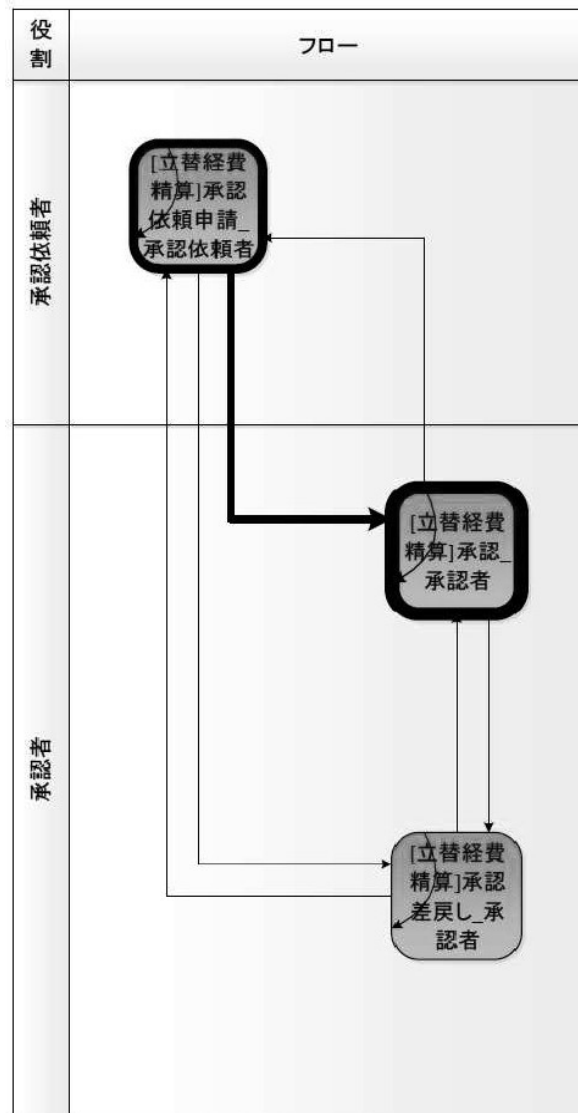 役
割
フロー
承認依頼者
[立替経費
精算]承認
依頼申請_
承認依頼者
承認者
[立替経費
精算]承認_
承認者
[立替経費
精算]承認
差戻し_承
認者